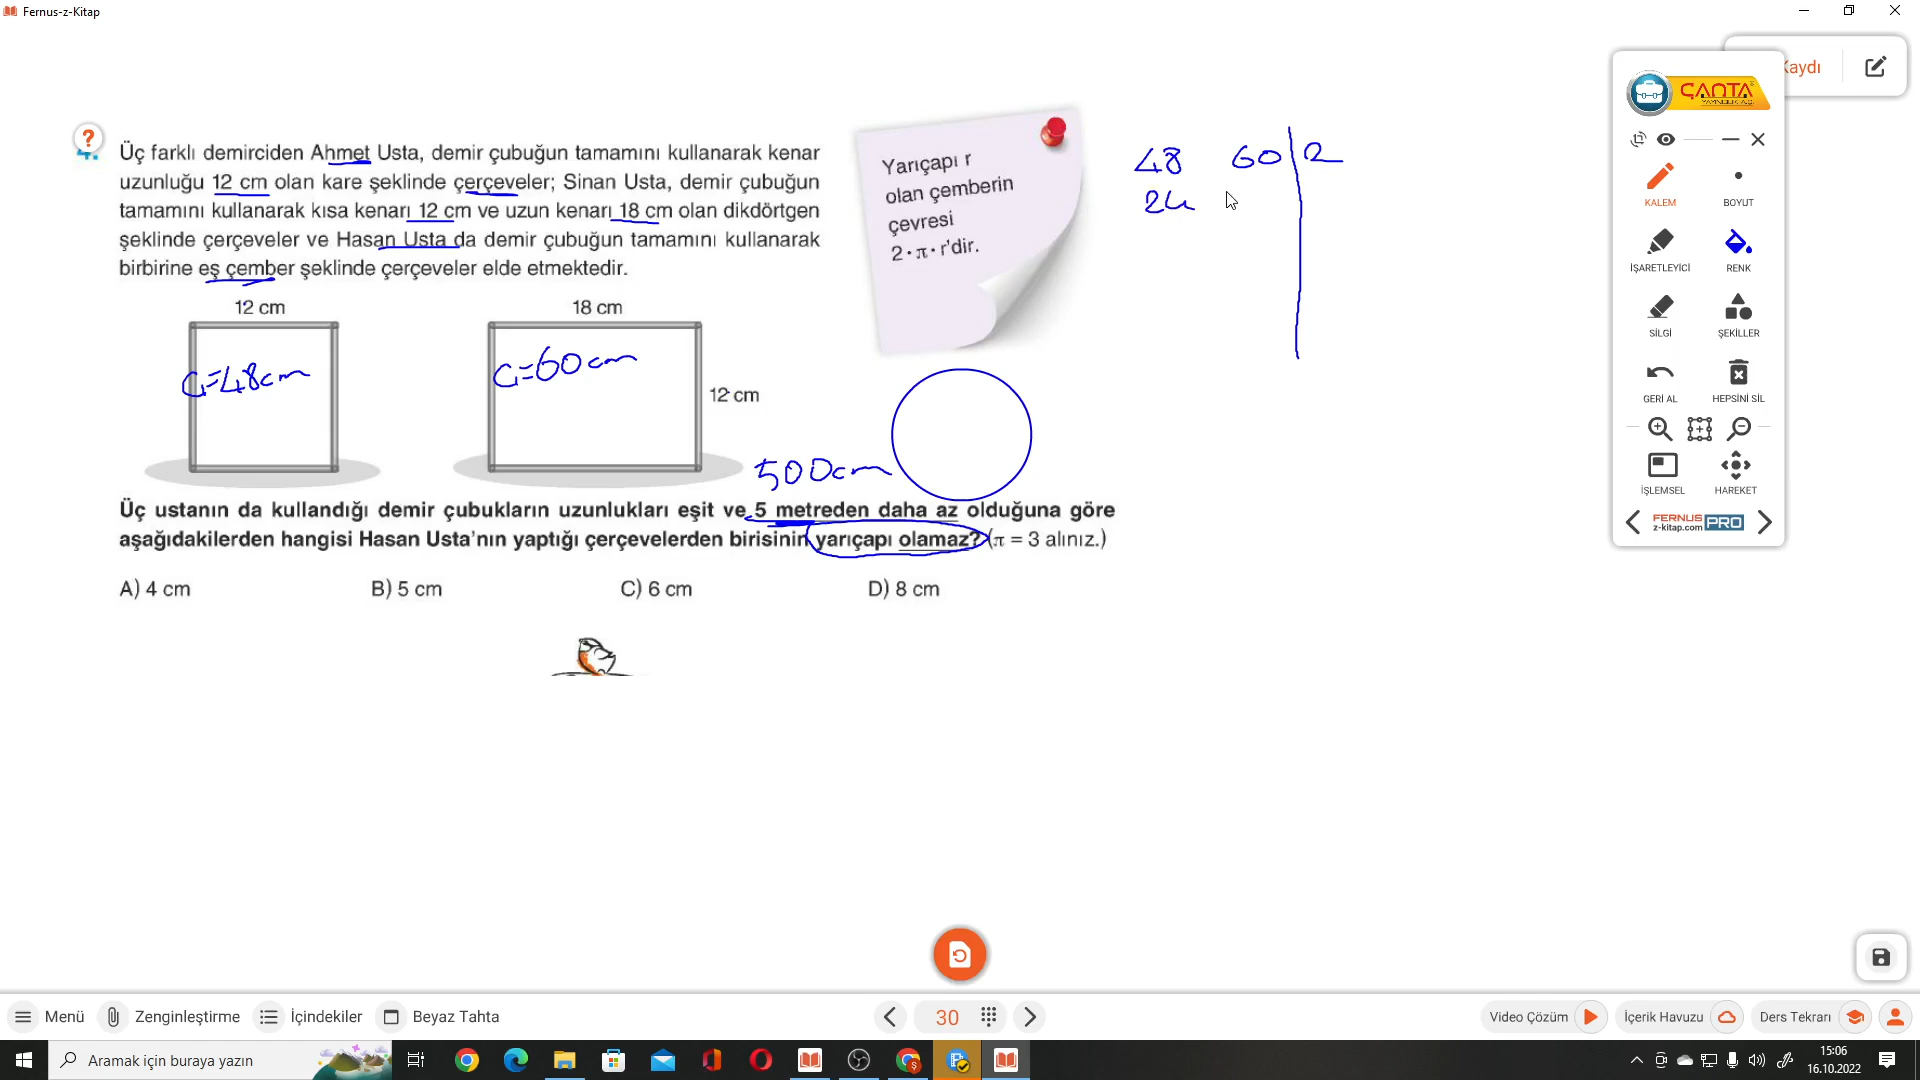 Fernus-z-Kitap
Kaydı
ÇANTA
YAYINCILIK A.Ş.
Üç farklı demirciden Ahmet Usta, demir çubuğun tamamını kullanarak kenar
uzunluğu 12 cm olan kare şeklinde çerçeveler; Sinan Usta, demir çubuğun
tamamını kullanarak kısa kenarı 12 cm ve uzun kenarı 18 cm olan dikdörtgen
şeklinde çerçeveler ve Hasan Usta da demir çubuğun tamamını kullanarak
birbirine eş çember şeklinde çerçeveler elde etmektedir.
Yarıçapı r
olan çemberin
çevresi
2·π·r'dir.
48 60 2
24
12 cm
18 cm
Ç=48cm
Ç=60cm
12 cm
500cm
Üç ustanın da kullandığı demir çubukların uzunlukları eşit ve 5 metreden daha az olduğuna göre
aşağıdakilerden hangisi Hasan Usta'nın yaptığı çerçevelerden birisinin yarıçapı olamaz? (π = 3 alınız.)
A) 4 cm B) 5 cm C) 6 cm D) 8 cm
KALEM BOYUT
İŞARETLEYİCİ RENK
SİLGİ ŞEKİLLER
GERİ AL HEPSİNİ SİL
İŞLEMSEL HAREKET
FERNUS PRO
z-kitap.com
Menü Zenginleştirme İçindekiler Beyaz Tahta 30 Video Çözüm İçerik Havuzu Ders Tekrarı
Aramak için buraya yazın
15:06
16.10.2022